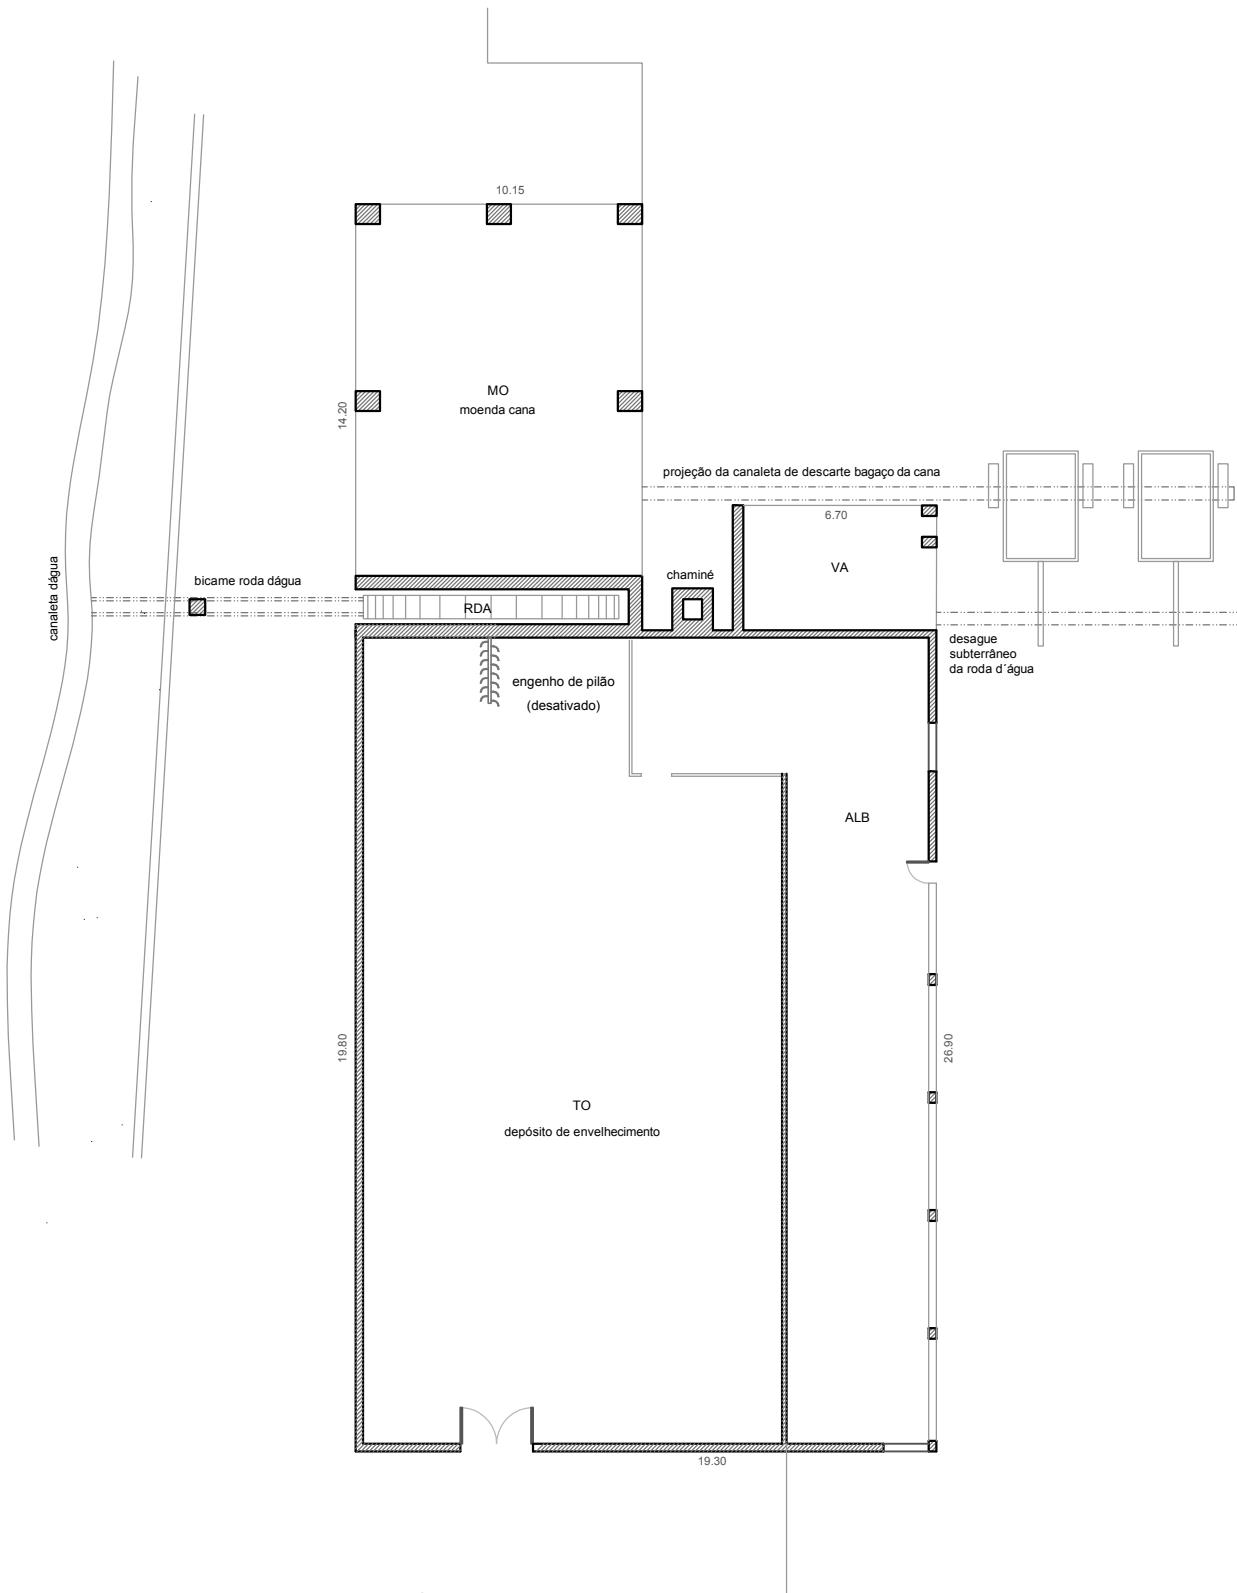 10.15
MO
moenda cana
14.20
projeção da canaleta de descarte bagaço da cana
6.70
VA
chaminé
bicame roda dágua
canaleta dágua
RDA
desague
subterrâneo
da roda d´água
engenho de pilão
(desativado)
ALB
19.80
26.90
TO
depósito de envelhecimento
19.30